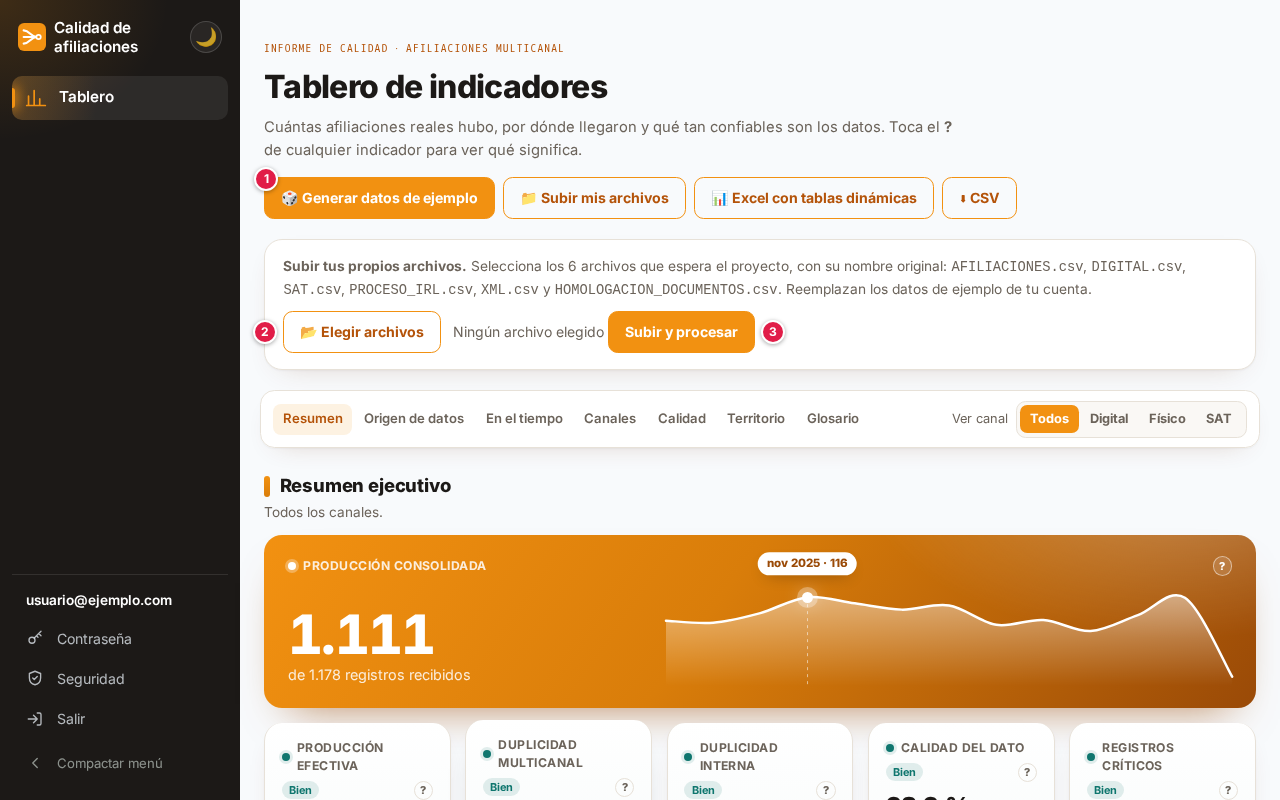 Calidad de
afiliaciones
Tablero
usuario@ejemplo.com
Contraseña
Seguridad
Salir
Compactar menú
INFORME DE CALIDAD · AFILIACIONES MULTICANAL
Tablero de indicadores
Cuántas afiliaciones reales hubo, por dónde llegaron y qué tan confiables son los datos. Toca el ?
de cualquier indicador para ver qué significa.
1
Generar datos de ejemplo
Subir mis archivos
Excel con tablas dinámicas
⬇ CSV
Subir tus propios archivos. Selecciona los 6 archivos que espera el proyecto, con su nombre original: AFILIACIONES.csv, DIGITAL.csv,
SAT.csv, PROCESO_IRL.csv, XML.csv y HOMOLOGACION_DOCUMENTOS.csv. Reemplazan los datos de ejemplo de tu cuenta.
2
Elegir archivos
Ningún archivo elegido
Subir y procesar
3
Resumen
Origen de datos
En el tiempo
Canales
Calidad
Territorio
Glosario
Ver canal
Todos
Digital
Físico
SAT
Resumen ejecutivo
Todos los canales.
PRODUCCIÓN CONSOLIDADA
nov 2025 · 116
?
1.111
de 1.178 registros recibidos
PRODUCCIÓN
EFECTIVA
Bien
?
DUPLICIDAD
MULTICANAL
Bien
?
DUPLICIDAD
INTERNA
Bien
?
CALIDAD DEL DATO
Bien
?
REGISTROS
CRÍTICOS
Bien
?